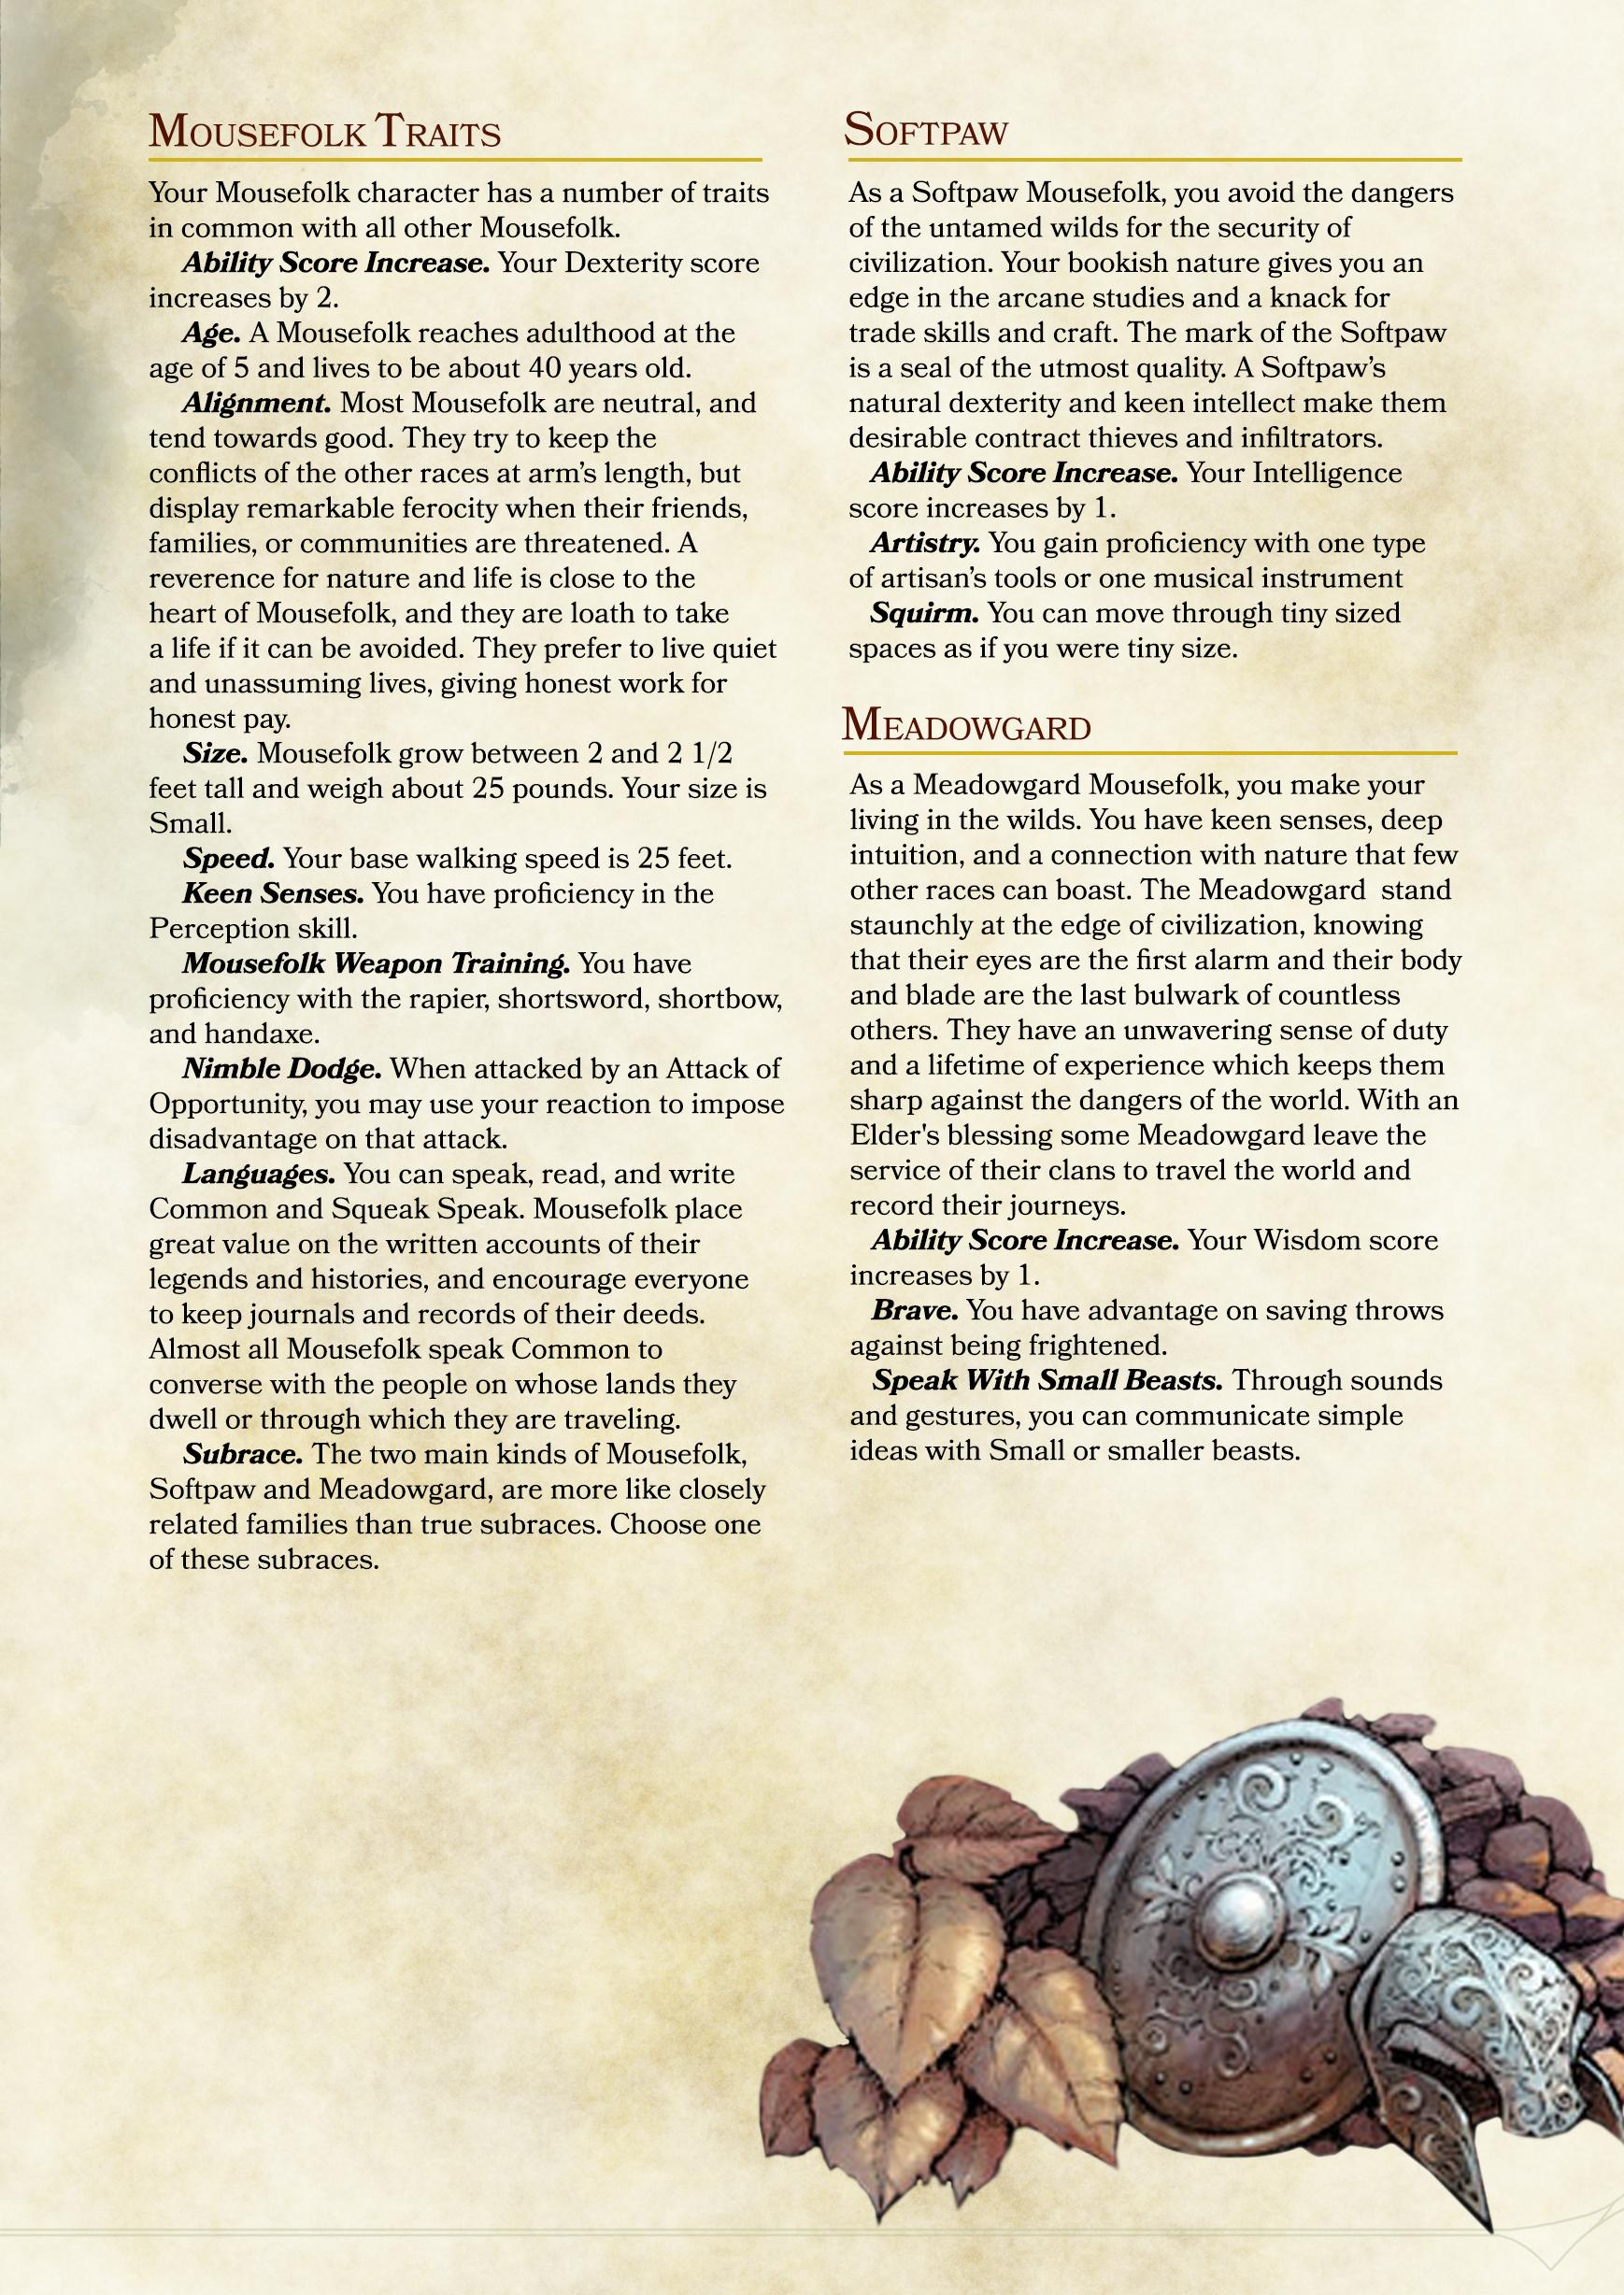 Mousefolk Traits
Your Mousefolk character has a number of traits
in common with all other Mousefolk.
Ability Score Increase. Your Dexterity score
increases by 2.
Age. A Mousefolk reaches adulthood at the
age of 5 and lives to be about 40 years old.
Alignment. Most Mousefolk are neutral, and
tend towards good. They try to keep the
conflicts of the other races at arm's length, but
display remarkable ferocity when their friends,
families, or communities are threatened. A
reverence for nature and life is close to the
heart of Mousefolk, and they are loath to take
a life if it can be avoided. They prefer to live quiet
and unassuming lives, giving honest work for
honest pay.
Size. Mousefolk grow between 2 and 2 1/2
feet tall and weigh about 25 pounds. Your size is
Small.
Speed. Your base walking speed is 25 feet.
Keen Senses. You have proficiency in the
Perception skill.
Mousefolk Weapon Training. You have
proficiency with the rapier, shortsword, shortbow,
and handaxe.
Nimble Dodge. When attacked by an Attack of
Opportunity, you may use your reaction to impose
disadvantage on that attack.
Languages. You can speak, read, and write
Common and Squeak Speak. Mousefolk place
great value on the written accounts of their
legends and histories, and encourage everyone
to keep journals and records of their deeds.
Almost all Mousefolk speak Common to
converse with the people on whose lands they
dwell or through which they are traveling.
Subrace. The two main kinds of Mousefolk,
Softpaw and Meadowgard, are more like closely
related families than true subraces. Choose one
of these subraces.
Softpaw
As a Softpaw Mousefolk, you avoid the dangers
of the untamed wilds for the security of
civilization. Your bookish nature gives you an
edge in the arcane studies and a knack for
trade skills and craft. The mark of the Softpaw
is a seal of the utmost quality. A Softpaw's
natural dexterity and keen intellect make them
desirable contract thieves and infiltrators.
Ability Score Increase. Your Intelligence
score increases by 1.
Artistry. You gain proficiency with one type
of artisan's tools or one musical instrument
Squirm. You can move through tiny sized
spaces as if you were tiny size.
Meadowgard
As a Meadowgard Mousefolk, you make your
living in the wilds. You have keen senses, deep
intuition, and a connection with nature that few
other races can boast. The Meadowgard  stand
staunchly at the edge of civilization, knowing
that their eyes are the first alarm and their body
and blade are the last bulwark of countless
others. They have an unwavering sense of duty
and a lifetime of experience which keeps them
sharp against the dangers of the world. With an
Elder's blessing some Meadowgard leave the
service of their clans to travel the world and
record their journeys.
Ability Score Increase. Your Wisdom score
increases by 1.
Brave. You have advantage on saving throws
against being frightened.
Speak With Small Beasts. Through sounds
and gestures, you can communicate simple
ideas with Small or smaller beasts.